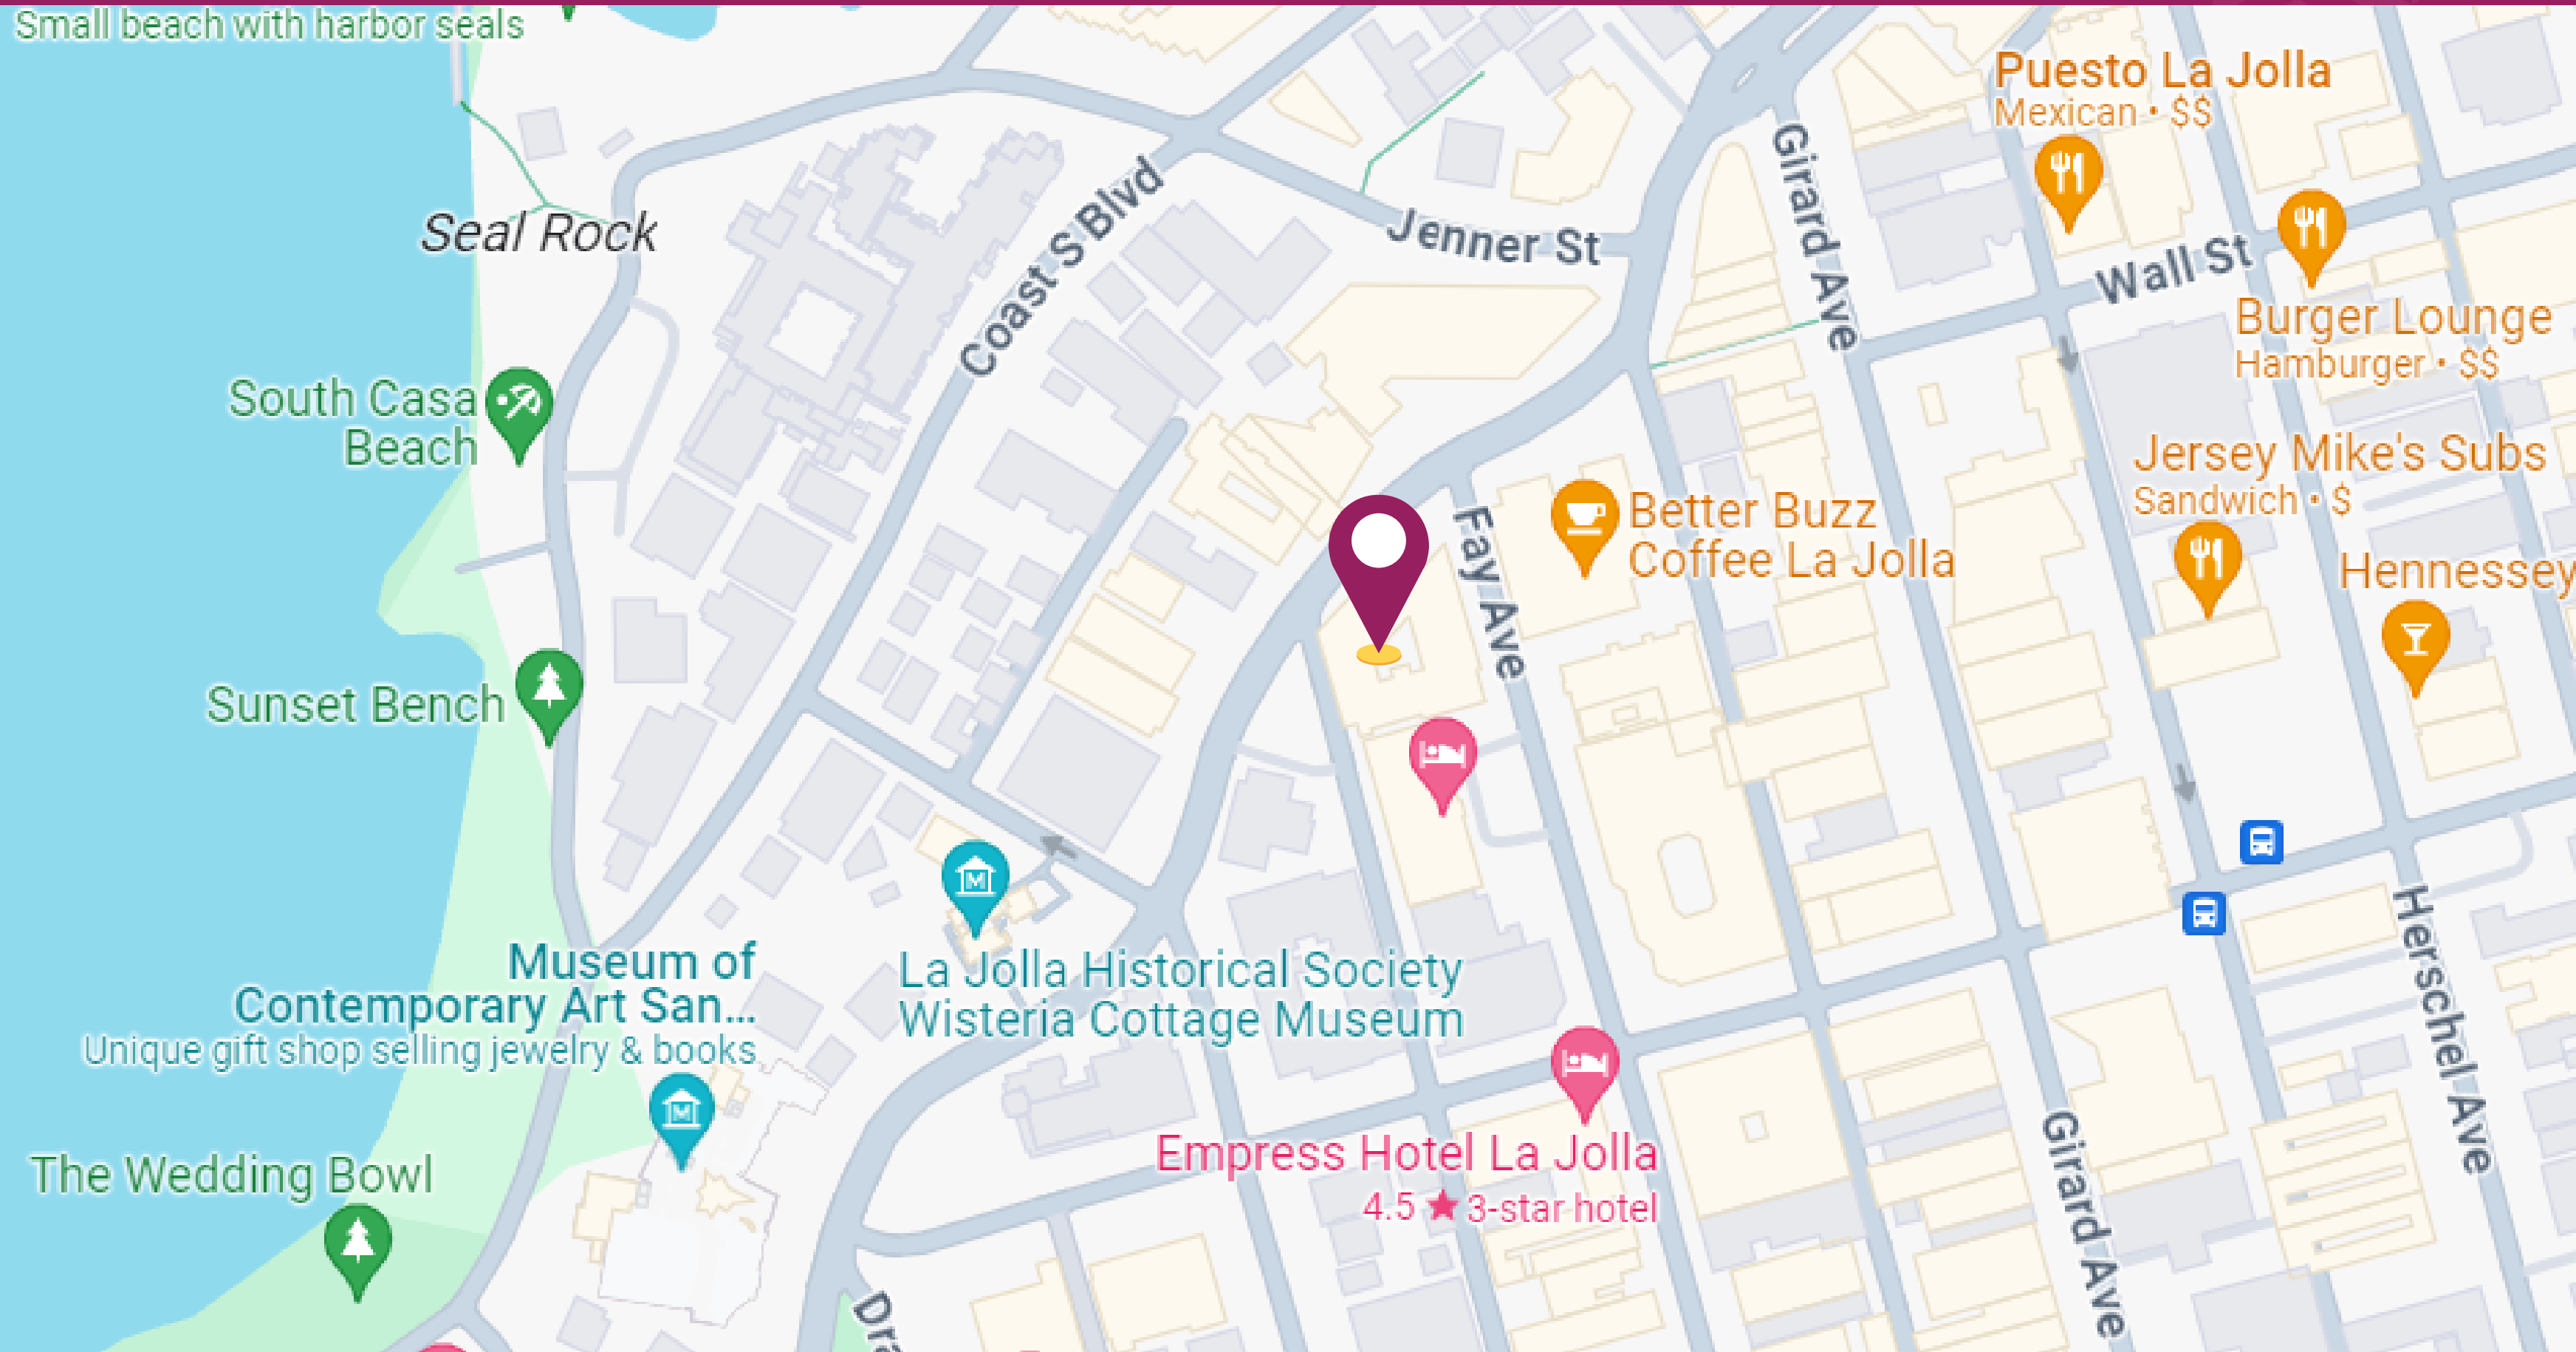 Small beach with harbor seals
Puesto La Jolla
Mexican • $$
Girard Ave
Coast S Blvd
Seal Rock
Jenner St
Wall St
Burger Lounge
Hamburger • $$
South Casa
Beach
Jersey Mike's Subs
Sandwich • $
Better Buzz
Coffee La Jolla
Fay Ave
Hennessey
Sunset Bench
Museum of
Contemporary Art San...
Unique gift shop selling jewelry & books
La Jolla Historical Society
Wisteria Cottage Museum
Herschel Ave
Empress Hotel La Jolla
4.5 ★ 3-star hotel
The Wedding Bowl
Girard Ave
Dra